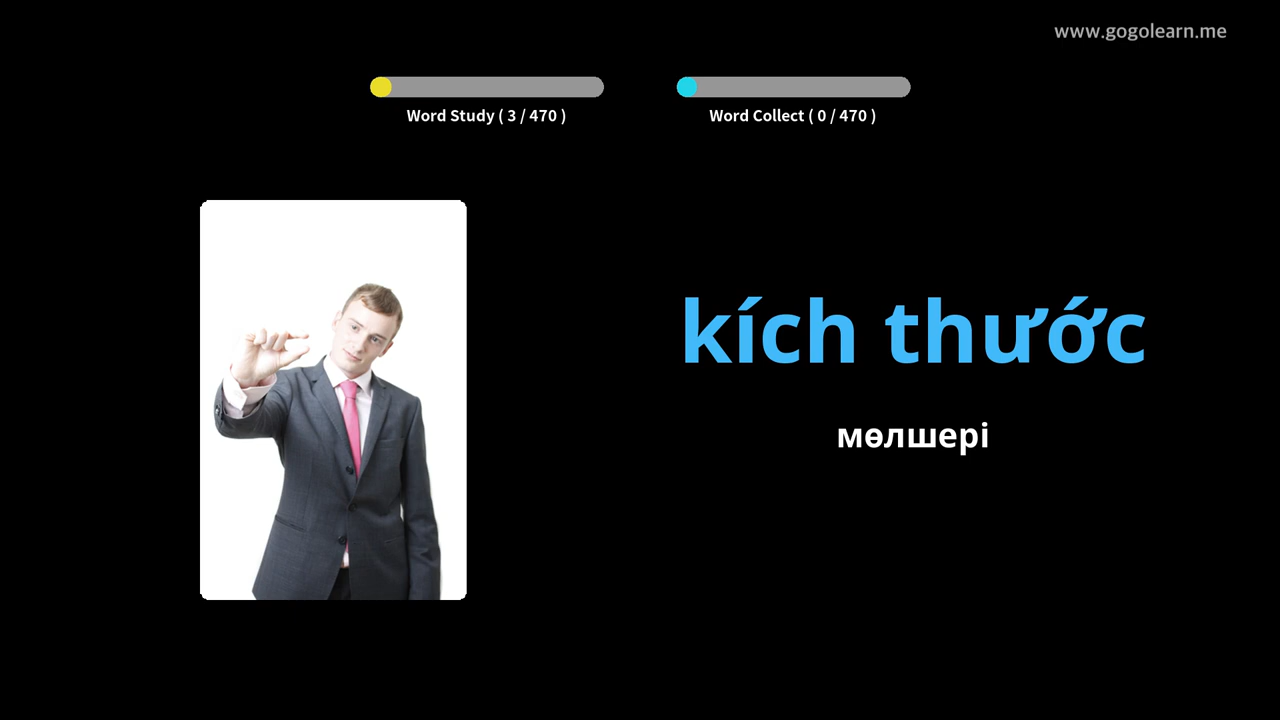 www.gogolearn.me
Word Study ( 3 / 470 )
Word Collect ( 0 / 470 )
kích thước
мөлшері